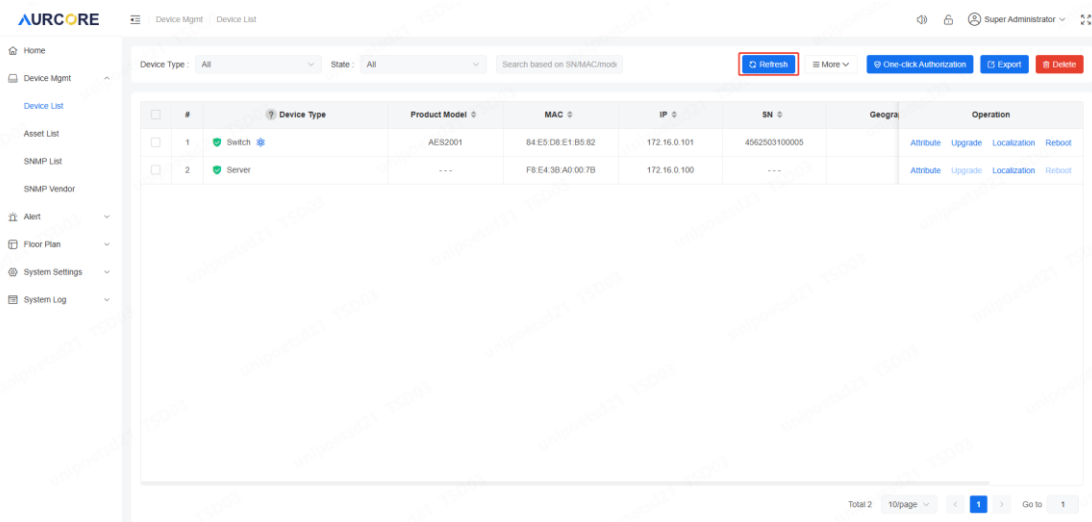 AURCORE
Device Mgmt Device List
Super Administrator
Home
Device Mgmt
Device List
Asset List
SNMP List
SNMP Vendor
Alert
Floor Plan
System Settings
System Log
Device Type : All State : All Search based on SN/MAC/mode Refresh More One-click Authorization Export Delete
# ? Device Type Product Model MAC IP SN Geogra Operation
1 Switch AES2001 84:E5:D8:E1:B5:82 172.16.0.101 4562503100005 Attribute Upgrade Localization Reboot
2 Server - - - F8:E4:3B:A0:00:7B 172.16.0.100 - - - Attribute Upgrade Localization Reboot
Total 2 10/page < 1 > Go to 1